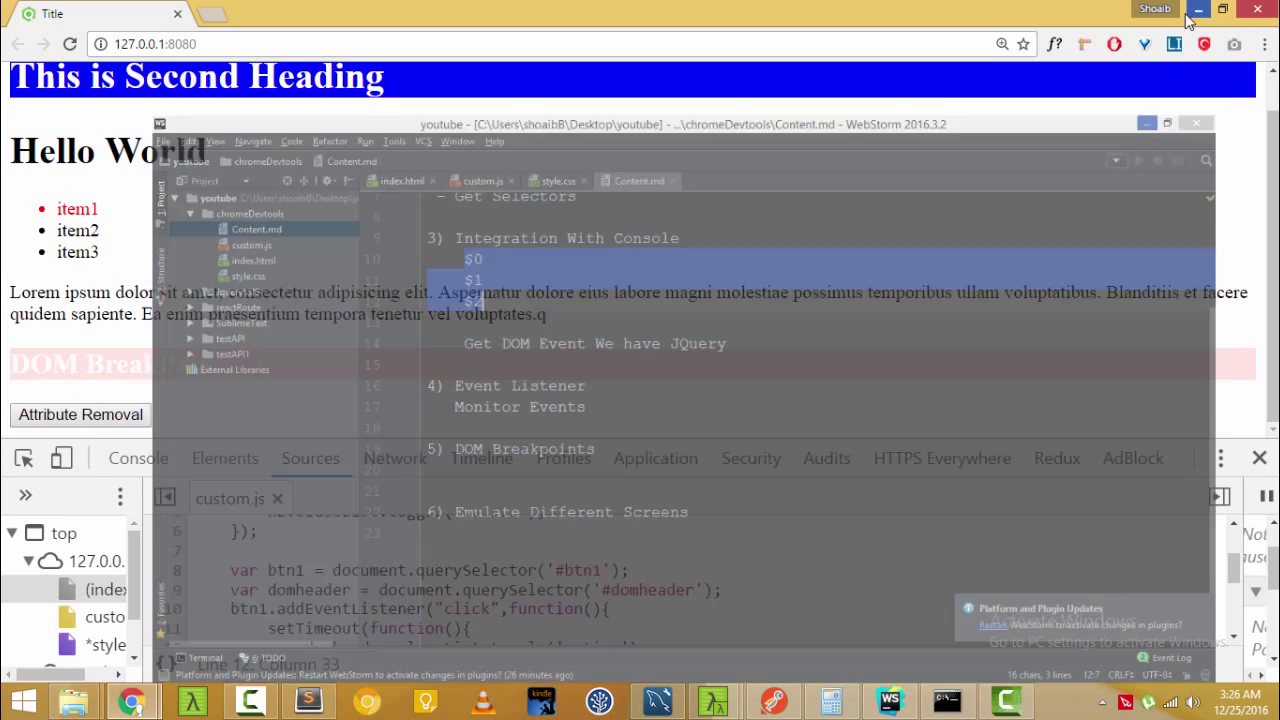 Title
Shoaib
127.0.0.1:8080
This is Second Heading
Hello World
item1
item2
item3
Lorem ipsum dolor sit amet, consectetur adipisicing elit. Aspernatur dolore eius labore magni molestiae possimus temporibus ullam voluptatibus. Blanditiis et facere
quidem sapiente. Ea enim praesentium tempora tenetur vel voluptates.q
DOM Break
Attribute Removal
youtube - [C:\Users\shoaibB\Desktop\youtube] - ...\chromeDevtools\Content.md - WebStorm 2016.3.2
File Edit View Navigate Code Refactor Run Tools VCS Window Help
youtube chromeDevtools Content.md
Project
index.html custom.js style.css Content.md
1: Project
youtube C:\Users\shoaibB\Desktop\y
chromeDevtools
Content.md
custom.js
index.html
style.css
reactRoute
SublimeText
testAPI
testAPI1
External Libraries
2: Favorites
7 - Get Selectors
8
9 3) Integration With Console
10 $0
11 $1
14 Get DOM Event We have JQuery
15
16 4) Event Listener
17 Monitor Events
18
19 5) DOM Breakpoints
20
21
22 6) Emulate Different Screens
23
Platform and Plugin Updates
Restart WebStorm to activate changes in plugins?
Activate Windows
Go to PC settings to activate Windows.
Terminal 6: TODO
Event Log
Platform and Plugin Updates: Restart WebStorm to activate changes in plugins? (26 minutes ago)
16 chars, 3 lines 12:7 CRLF UTF-8
Console Elements Sources Network Timeline Profiles Application Security Audits HTTPS Everywhere Redux AdBlock
custom.js
top
127.0.0.
(index
custo
*style
6 });
7
8 var btn1 = document.querySelector('#btn1');
9 var domheader = document.querySelector('#domheader');
10 btn1.addEventListener("click",function(){
11 setTimeout(function(){
{ } Line 12, Column 33
3:26 AM
12/25/2016